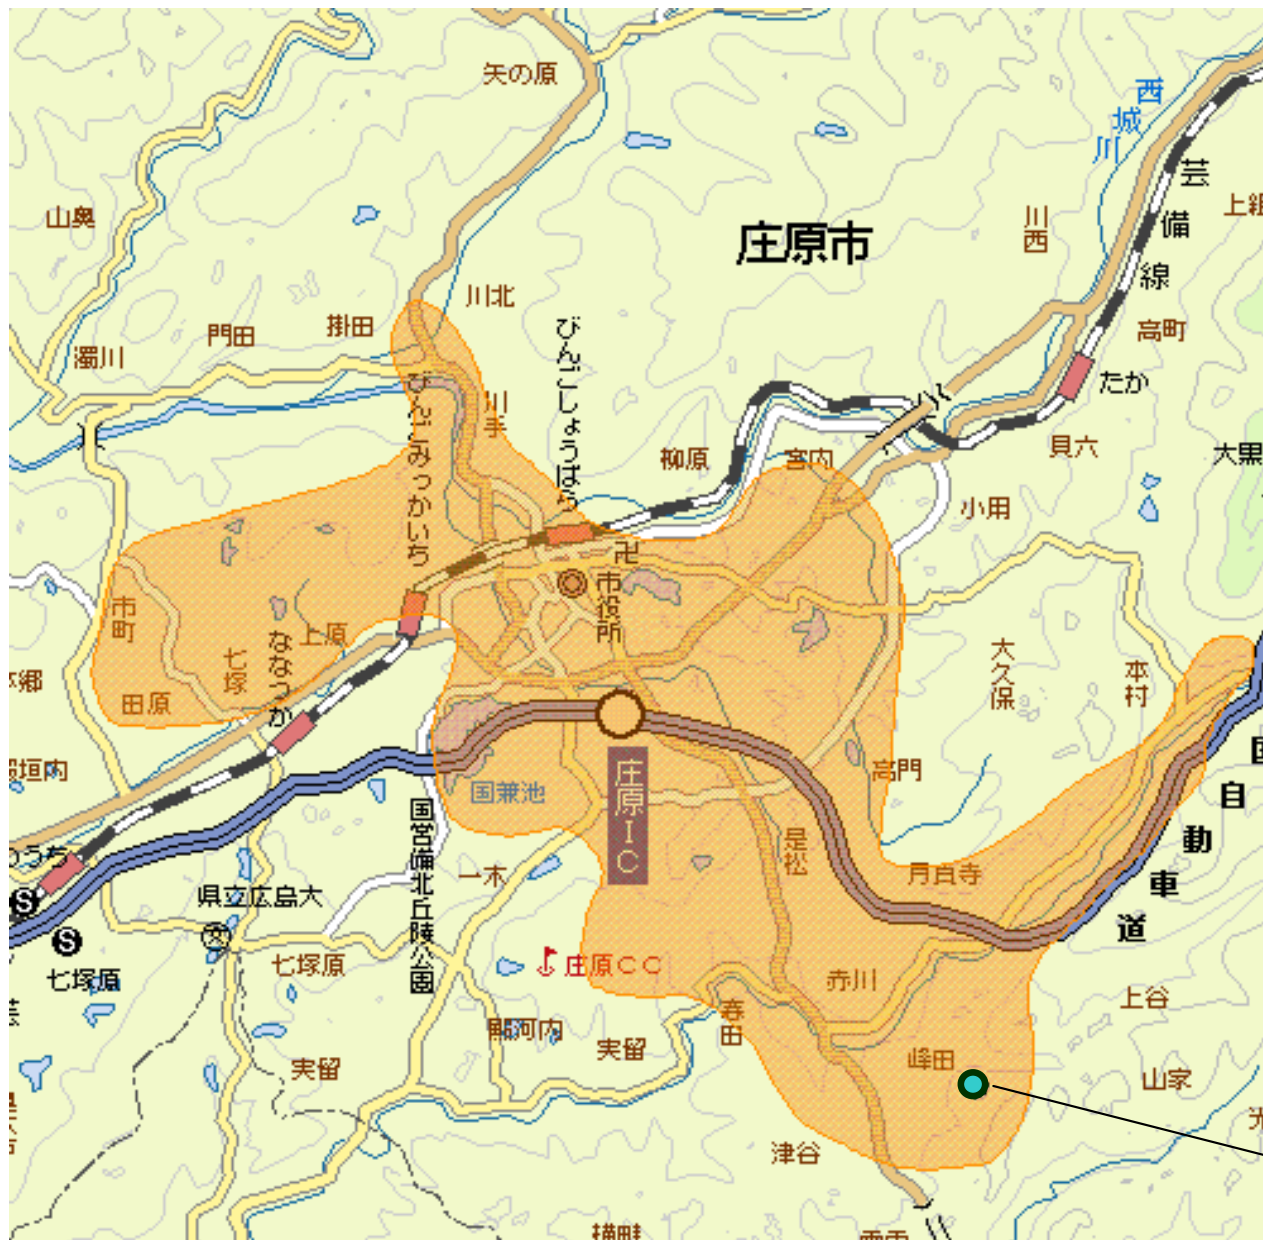 矢の原
西城川
芸備線
山奥
川西
上組
庄原市
川北
びんごしょうばら
掛田
門田
高町
濁川
たか
びんごみっかいち
川手
柳原
宮内
貝六
大黒
小用
卍
市町
市役所
上原
七塚
ななつか
大久保
本村
田原
庄原IC
国兼池
高門
自動車道
国営備北丘陵公園
是松
一木
月貞寺
県立広島大
S
S
文
七塚原
七塚原
庄原CC
赤川
上谷
春田
実留
実留
峰田
山家
津谷